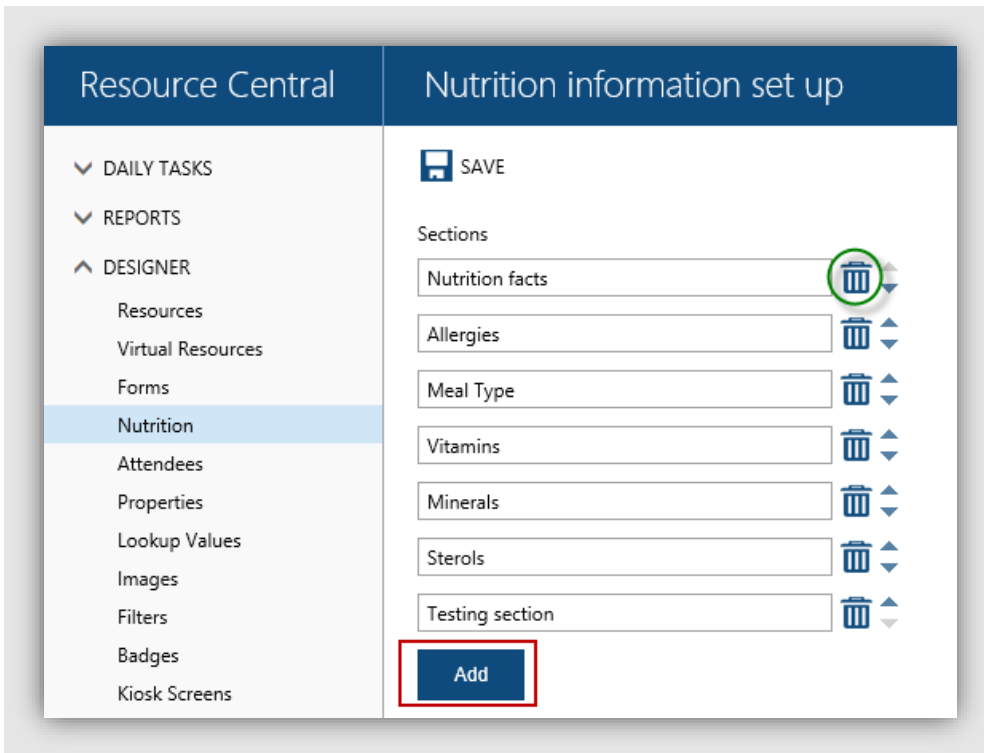 Resource Central
Nutrition information set up
DAILY TASKS
REPORTS
DESIGNER
Resources
Virtual Resources
Forms
Nutrition
Attendees
Properties
Lookup Values
Images
Filters
Badges
Kiosk Screens
SAVE
Sections
Nutrition facts
Allergies
Meal Type
Vitamins
Minerals
Sterols
Testing section
Add